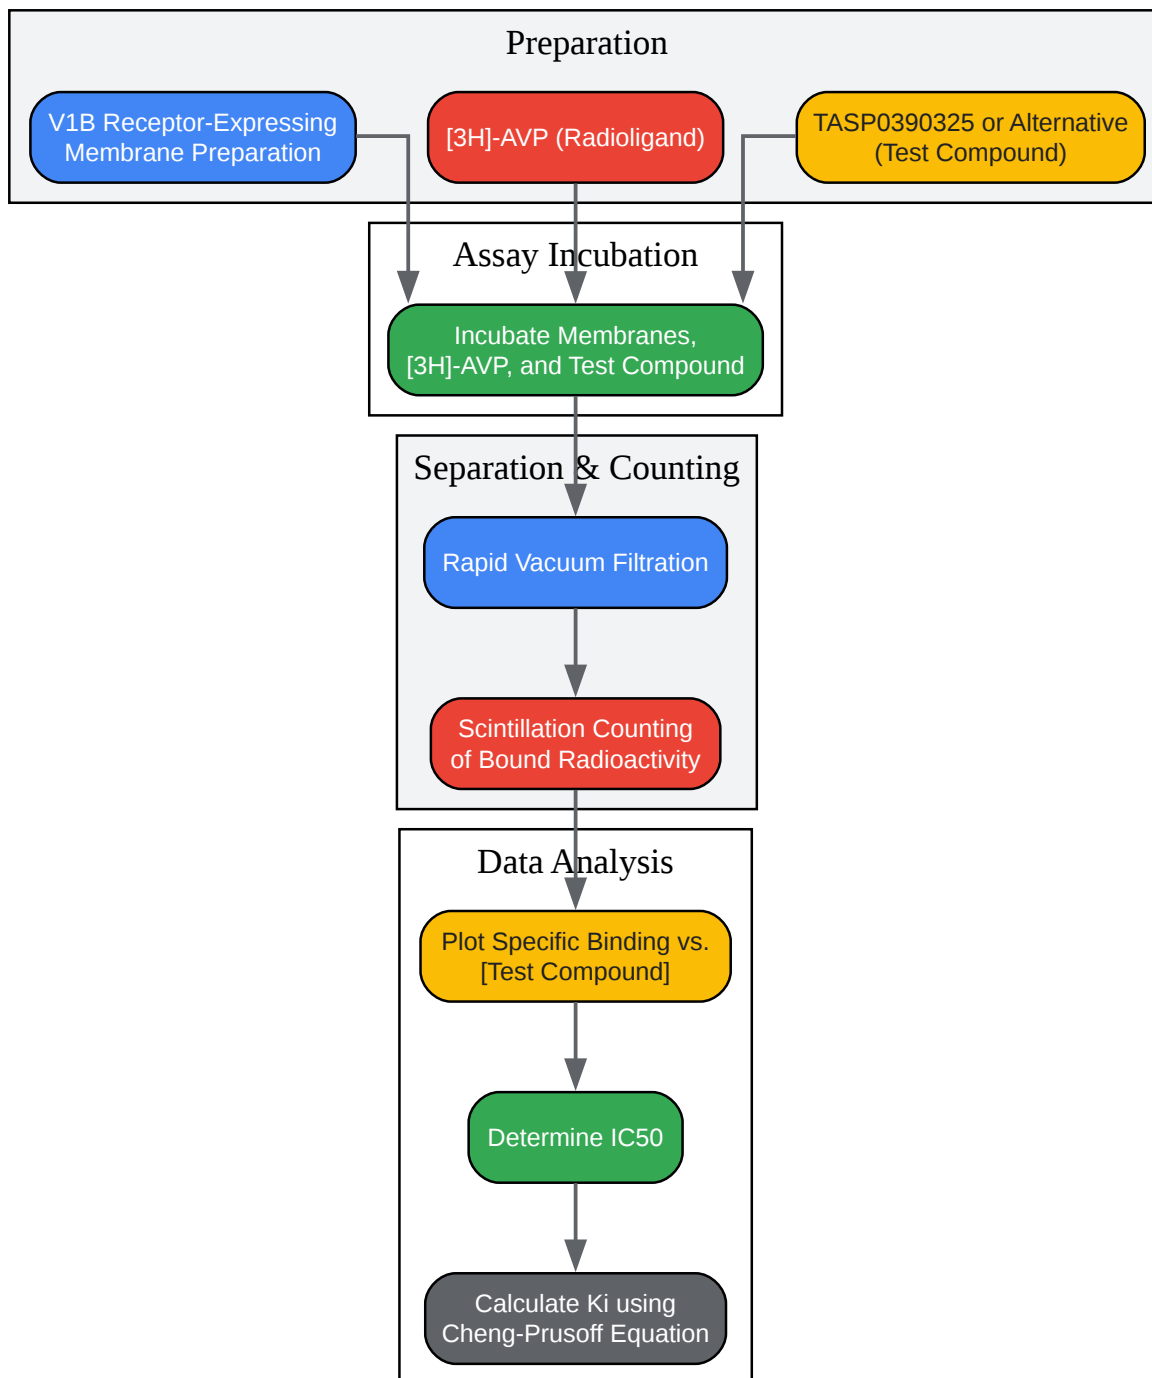 Preparation
V1B Receptor-Expressing
Membrane Preparation
[3H]-AVP (Radioligand)
TASP0390325 or Alternative
(Test Compound)
Assay Incubation
Incubate Membranes,
[3H]-AVP, and Test Compound
Separation & Counting
Rapid Vacuum Filtration
Scintillation Counting
of Bound Radioactivity
Data Analysis
Plot Specific Binding vs.
[Test Compound]
Determine IC50
Calculate Ki using
Cheng-Prusoff Equation